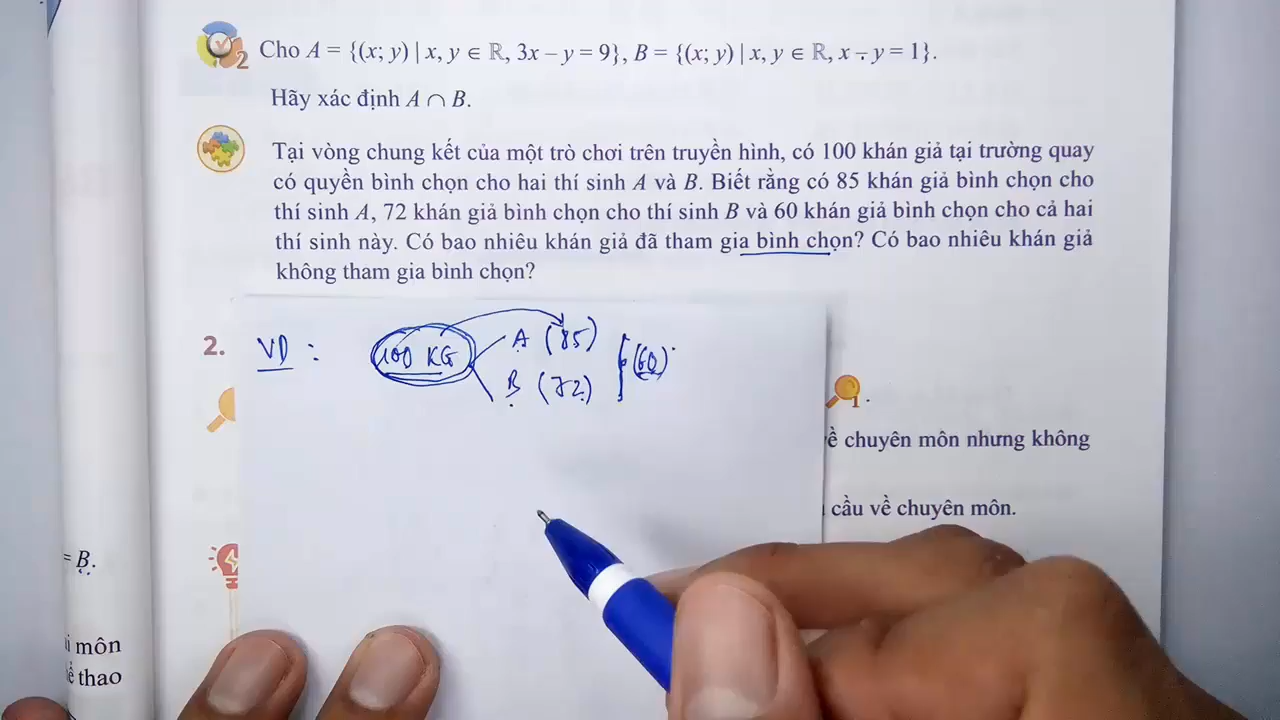 2 Cho A = {(x; y) | x, y ∈ ℝ, 3x – y = 9}, B = {(x; y) | x, y ∈ ℝ, x – y = 1}.
Hãy xác định A ∩ B.
Tại vòng chung kết của một trò chơi trên truyền hình, có 100 khán giả tại trường quay
có quyền bình chọn cho hai thí sinh A và B. Biết rằng có 85 khán giả bình chọn cho
thí sinh A, 72 khán giả bình chọn cho thí sinh B và 60 khán giả bình chọn cho cả hai
thí sinh này. Có bao nhiêu khán giả đã tham gia bình chọn? Có bao nhiêu khán giả
không tham gia bình chọn?
2. VD : 100 KG A (85) (60)
B (72)
1.
về chuyên môn nhưng không
cầu về chuyên môn.
= B.
môn
thao